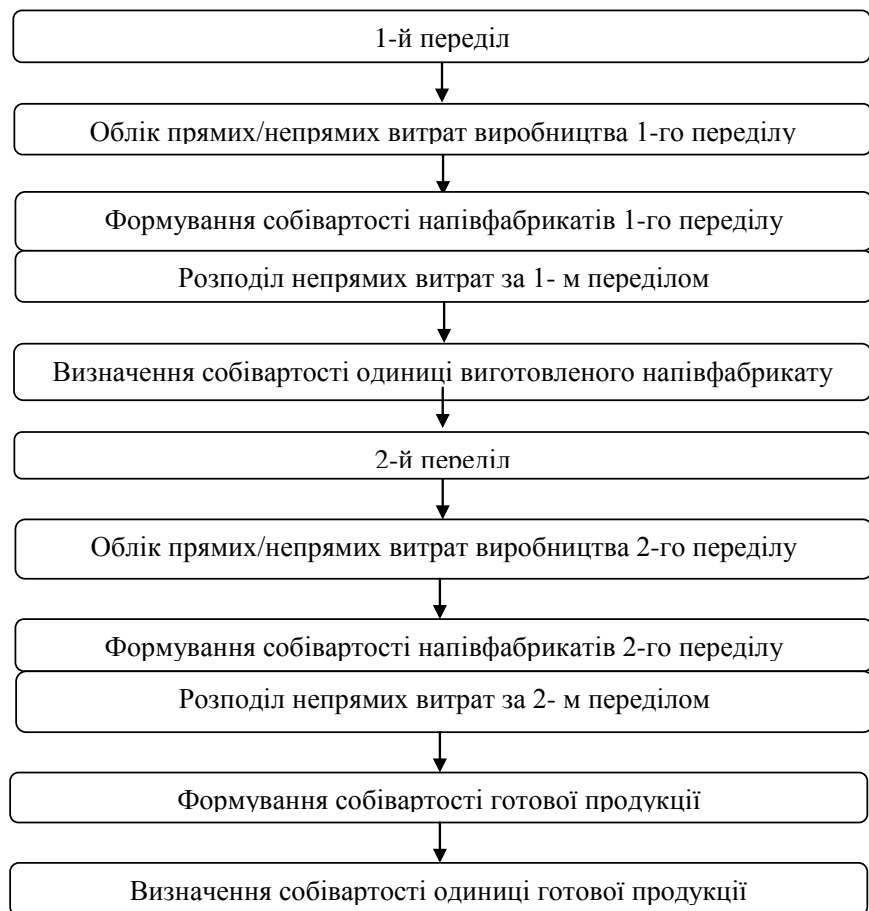 1-й переділ
Облік прямих/непрямих витрат виробництва 1-го переділу
Формування собівартості напівфабрикатів 1-го переділу
Розподіл непрямих витрат за 1- м переділом
Визначення собівартості одиниці виготовленого напівфабрикату
2-й переділ
Облік прямих/непрямих витрат виробництва 2-го переділу
Формування собівартості напівфабрикатів 2-го переділу
Розподіл непрямих витрат за 2- м переділом
Формування собівартості готової продукції
Визначення собівартості одиниці готової продукції